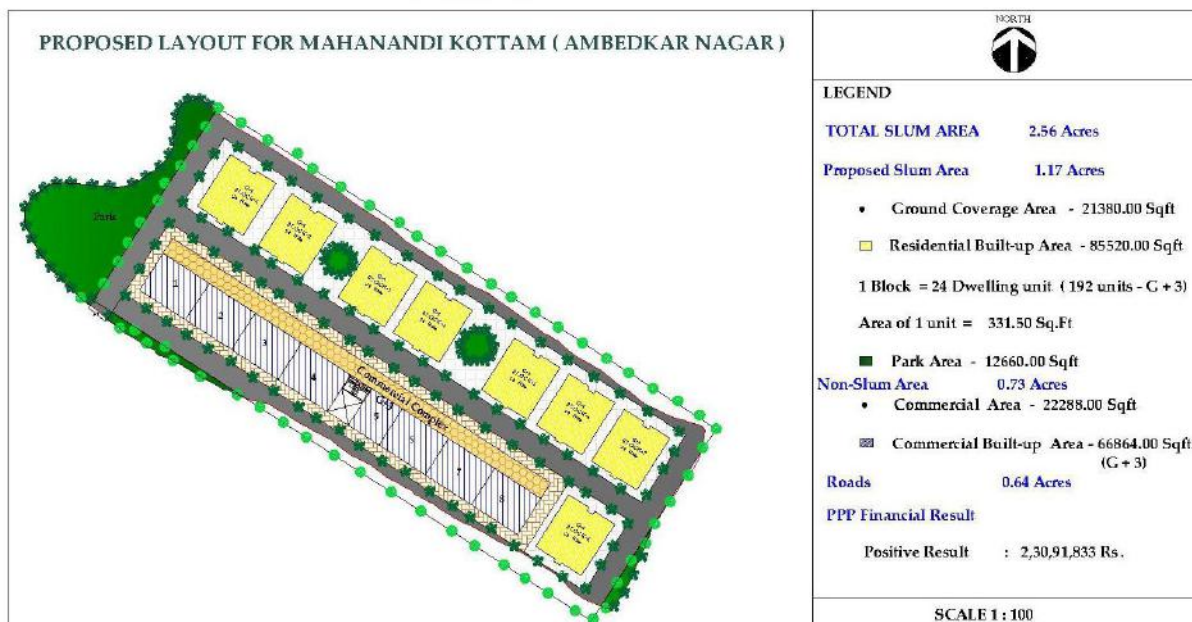 PROPOSED LAYOUT FOR MAHANANDI KOTTAM ( AMBEDKAR NAGAR )
Park
1
2
3
4
5
6
7
8
Commercial Complex
G+3
NORTH
LEGEND
TOTAL SLUM AREA 2.56 Acres
Proposed Slum Area 1.17 Acres
• Ground Coverage Area - 21380.00 Sqft
Residential Built-up Area - 85520.00 Sqft
1 Block = 24 Dwelling unit ( 192 units - G + 3)
Area of 1 unit = 331.50 Sq.Ft
Park Area - 12660.00 Sqft
Non-Slum Area 0.73 Acres
• Commercial Area - 22288.00 Sqft
Commercial Built-up Area - 66864.00 Sqft
(G + 3)
Roads 0.64 Acres
PPP Financial Result
Positive Result : 2,30,91,833 Rs.
SCALE 1 : 100